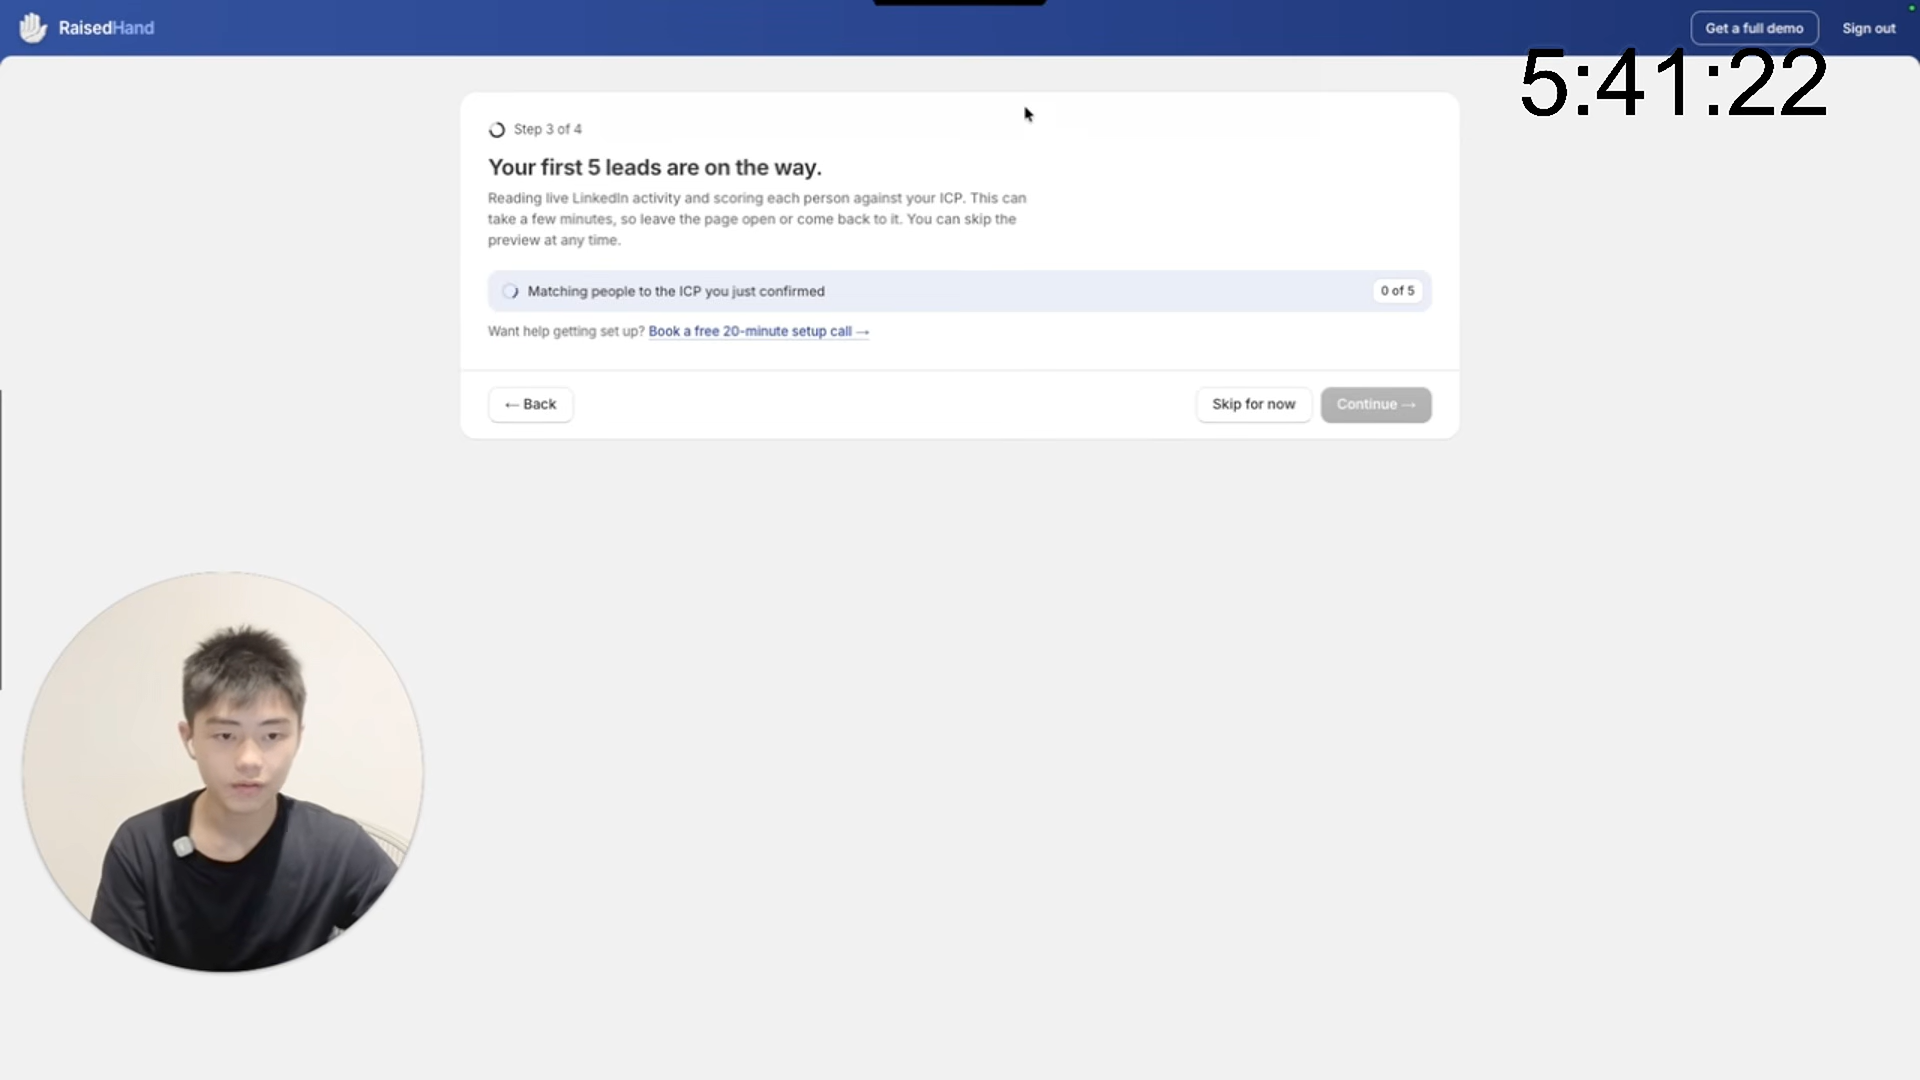 RaisedHand
Get a full demo
Sign out
5:41:22
Step 3 of 4
Your first 5 leads are on the way.
Reading live LinkedIn activity and scoring each person against your ICP. This can
take a few minutes, so leave the page open or come back to it. You can skip the
preview at any time.
Matching people to the ICP you just confirmed
0 of 5
Want help getting set up? Book a free 20-minute setup call →
← Back
Skip for now
Continue →